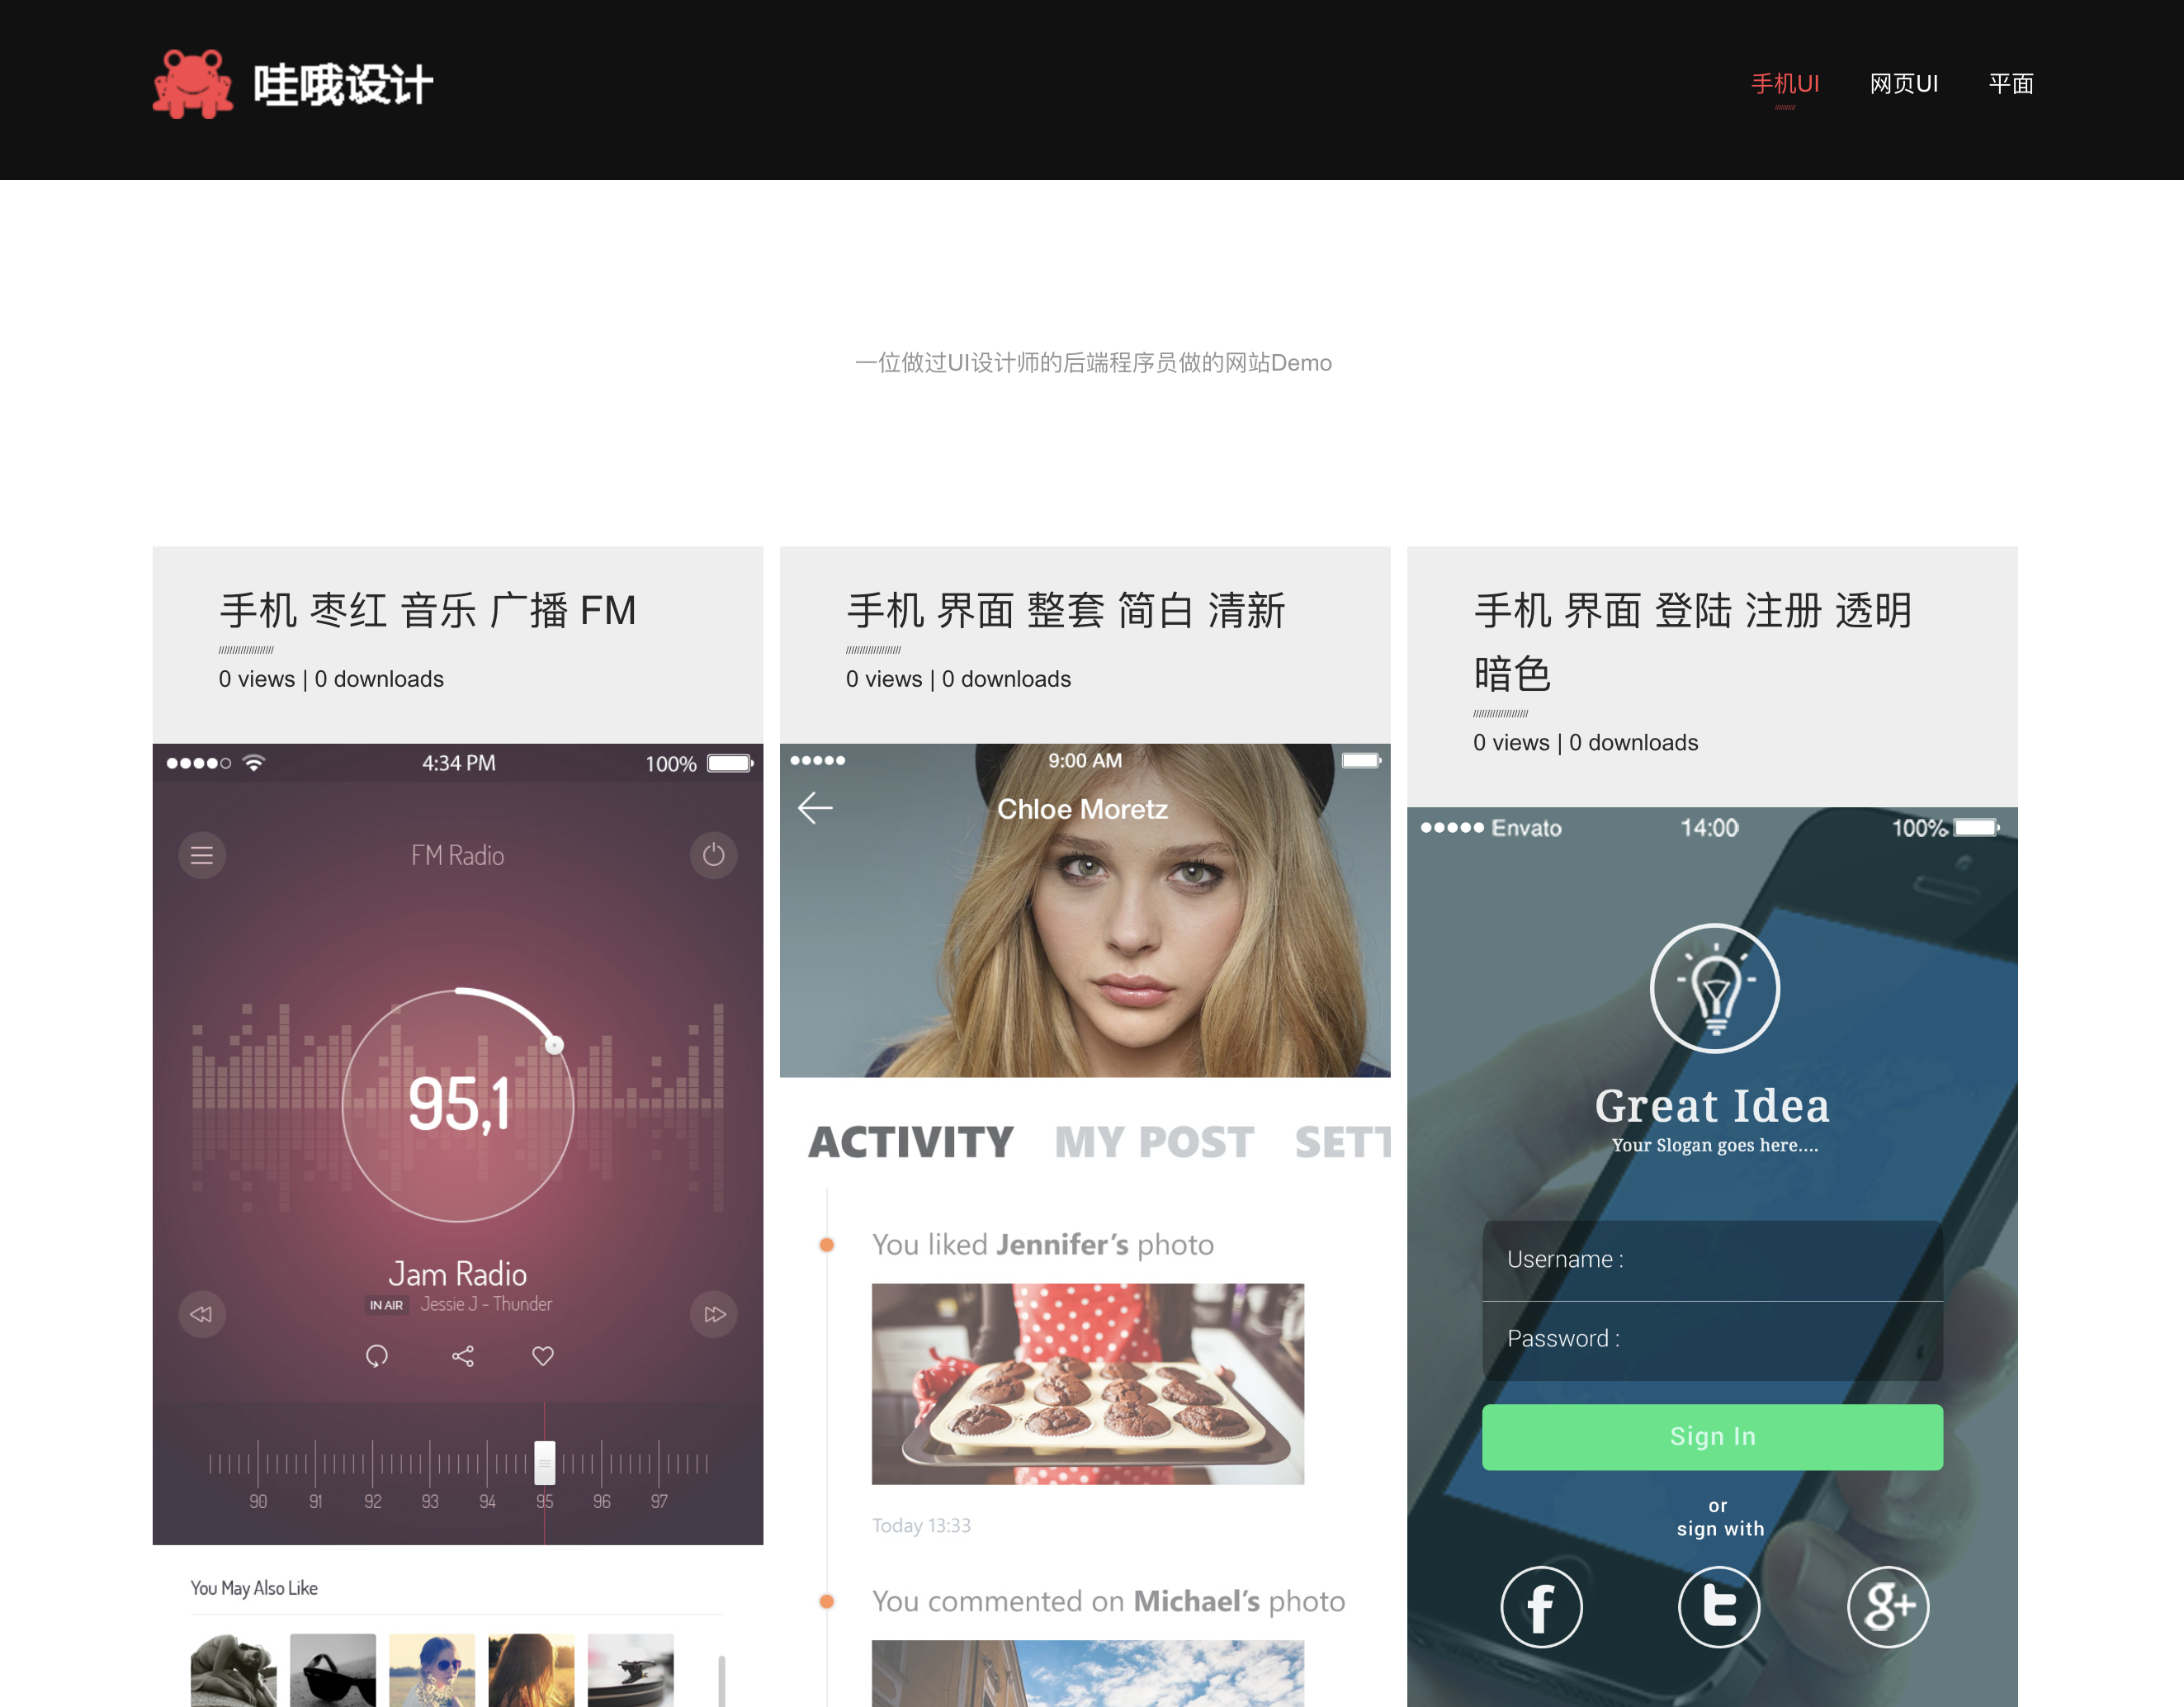 哇哦设计
手机UI 网页UI 平面
一位做过UI设计师的后端程序员做的网站Demo
手机 枣红 音乐 广播 FM
0 views | 0 downloads
4:34 PM 100%
FM Radio
95,1
Jam Radio
IN AIR Jessie J - Thunder
90 91 92 93 94 95 96 97
You May Also Like
手机 界面 整套 简白 清新
0 views | 0 downloads
9:00 AM
Chloe Moretz
ACTIVITY MY POST SETT
You liked Jennifer’s photo
Today 13:33
You commented on Michael’s photo
手机 界面 登陆 注册 透明
暗色
0 views | 0 downloads
Envato 14:00 100%
Great Idea
Your Slogan goes here....
Username :
Password :
Sign In
or
sign with
f t g+